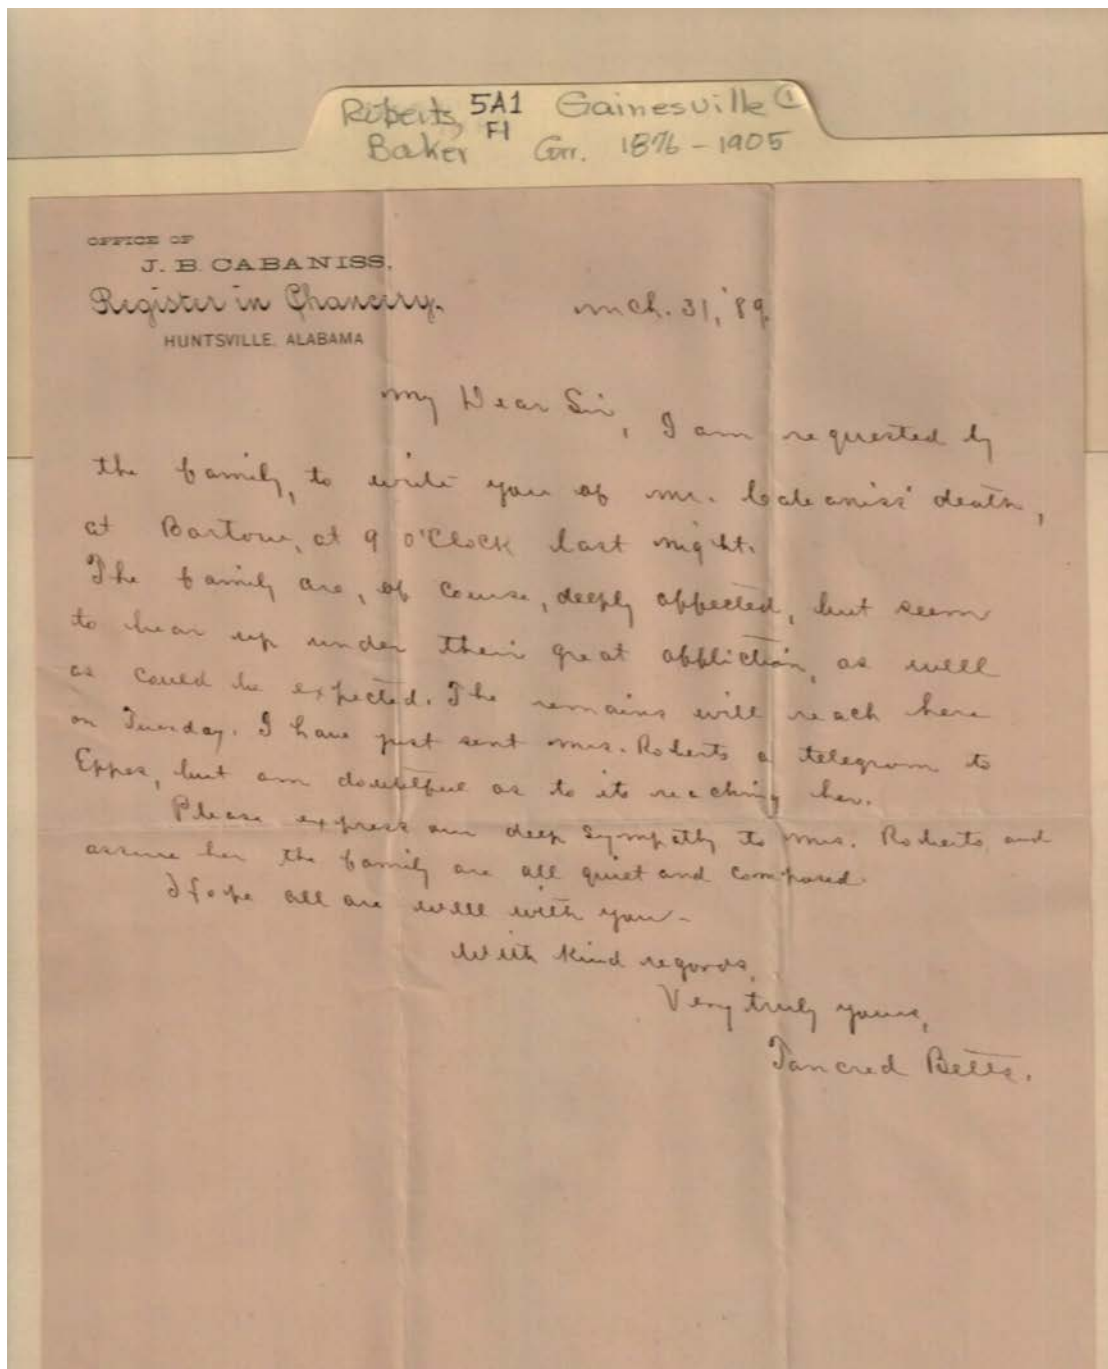 Roberts, 5A1 Gainesville ①
Baker F1 Corr. 1876 - 1905
OFFICE OF
J. B. CABANISS,
Register in Chancery.
HUNTSVILLE, ALABAMA
Mch. 31, '89.
My Dear Sir, I am requested by
the family, to write you of Mr. Cabaniss' death,
at Bartow, at 9 o'Clock last night.
The family are, of course, deeply affected, but seem
to bear up under their great affliction, as well
as could be expected. The remains will reach here
on Tuesday. I have just sent Mrs. Roberts a telegram to
Eppes, but am doubtful as to its reaching her.
Please express our deep sympathy to Mrs. Roberts, and
assure her the family are all quiet and composed.
I hope all are well with you -
With kind regards,
Very truly yours,
Tancred Betts.